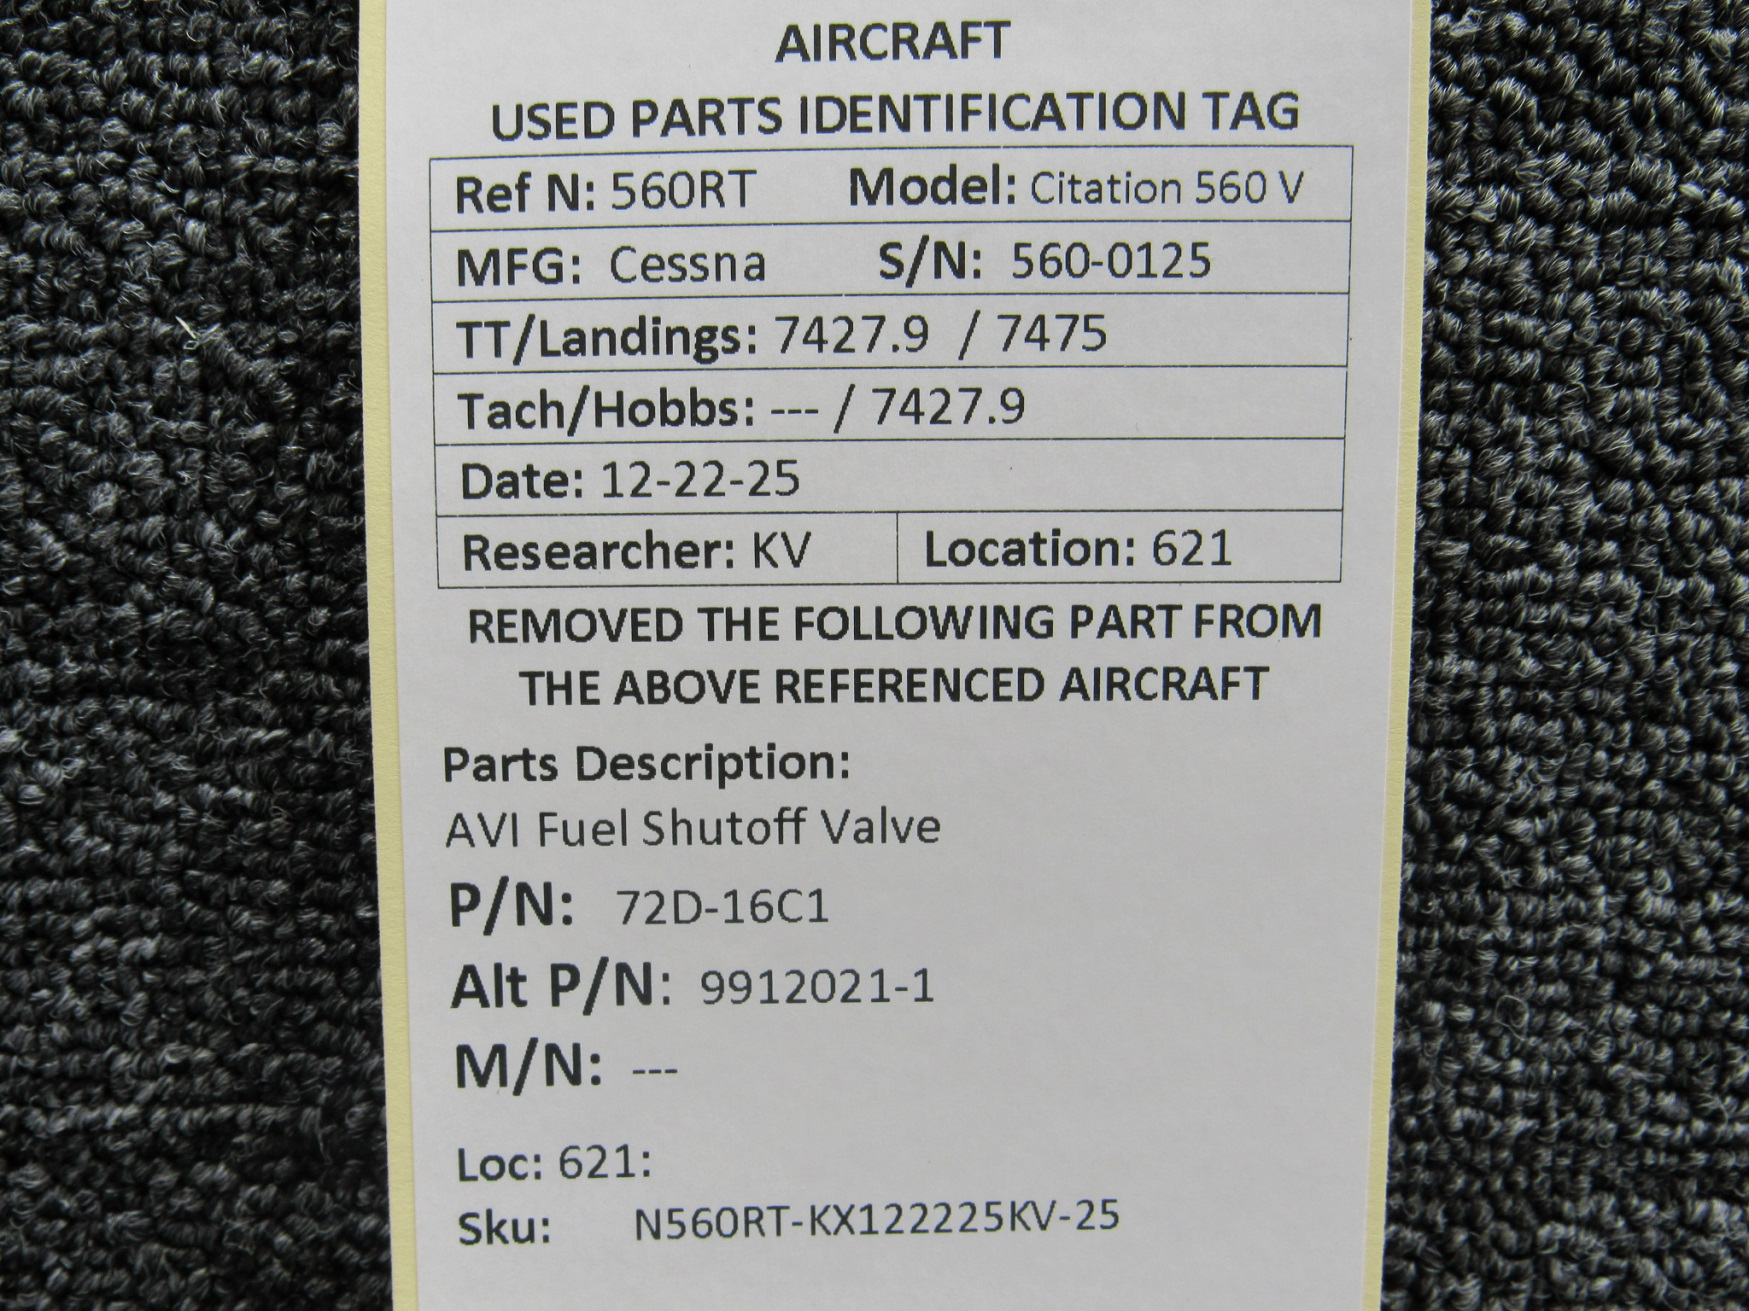 AIRCRAFT
USED PARTS IDENTIFICATION TAG
Ref N: 560RT Model: Citation 560 V
MFG: Cessna S/N: 560-0125
TT/Landings: 7427.9 / 7475
Tach/Hobbs: --- / 7427.9
Date: 12-22-25
Researcher: KV Location: 621
REMOVED THE FOLLOWING PART FROM
THE ABOVE REFERENCED AIRCRAFT
Parts Description:
AVI Fuel Shutoff Valve
P/N: 72D-16C1
Alt P/N: 9912021-1
M/N: ---
Loc: 621:
Sku: N560RT-KX122225KV-25